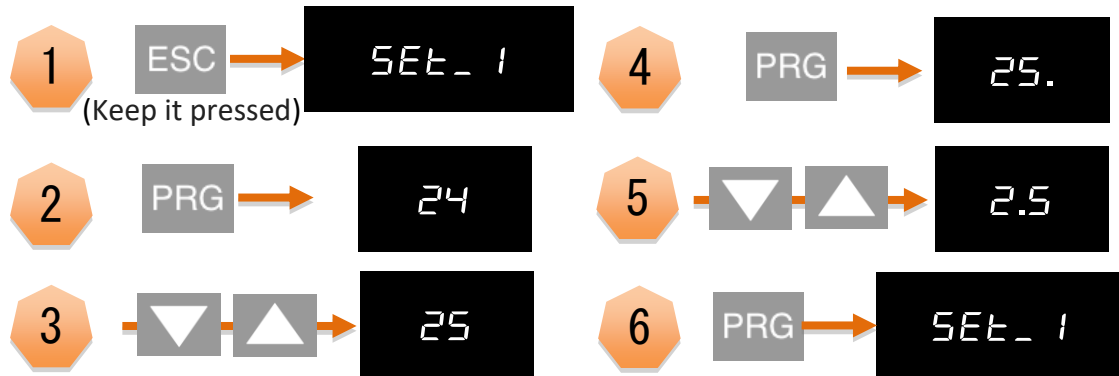 1 ESC SEt_ 1
(Keep it pressed)
2 PRG 24
3 25
4 PRG 25.
5 2.5
6 PRG SEt_ 1